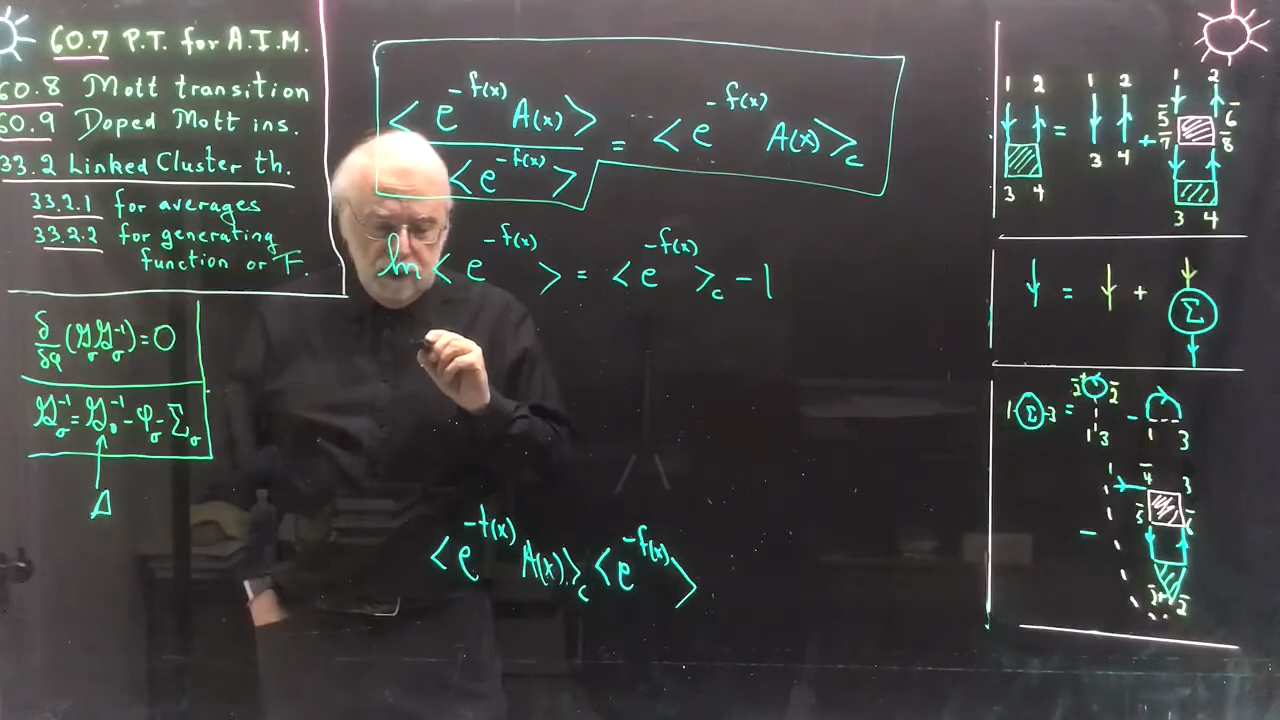 60.7 P.T. for A.I.M.
60.8 Mott transition
60.9 Doped Mott ins.
33.2 Linked Cluster th.
33.2.1 for averages
33.2.2 for generating
function or F.
δ/δφ (𝒢_σ 𝒢_σ⁻¹) = 0
𝒢_σ⁻¹ = 𝒢_0⁻¹ - φ_σ - Σ_σ
Δ
<e^{-f(x)} A(x)> / <e^{-f(x)}> = <e^{-f(x)} A(x)>_c
ln <e^{-f(x)}> = <e^{-f(x)}>_c - 1
<e^{-f(x)} A(x)>_c <e^{-f(x)}>
1 2 1 2 1 2
= + 5̄ 6̄
7̄ 8̄
3 4 3 4 3 4
= + Σ
1 Σ 3 = 2̄⁺ 2̄ -
1 3 1 3
1 4̄ 3
- 5̄ 6̄
2̄⁺ 2̄